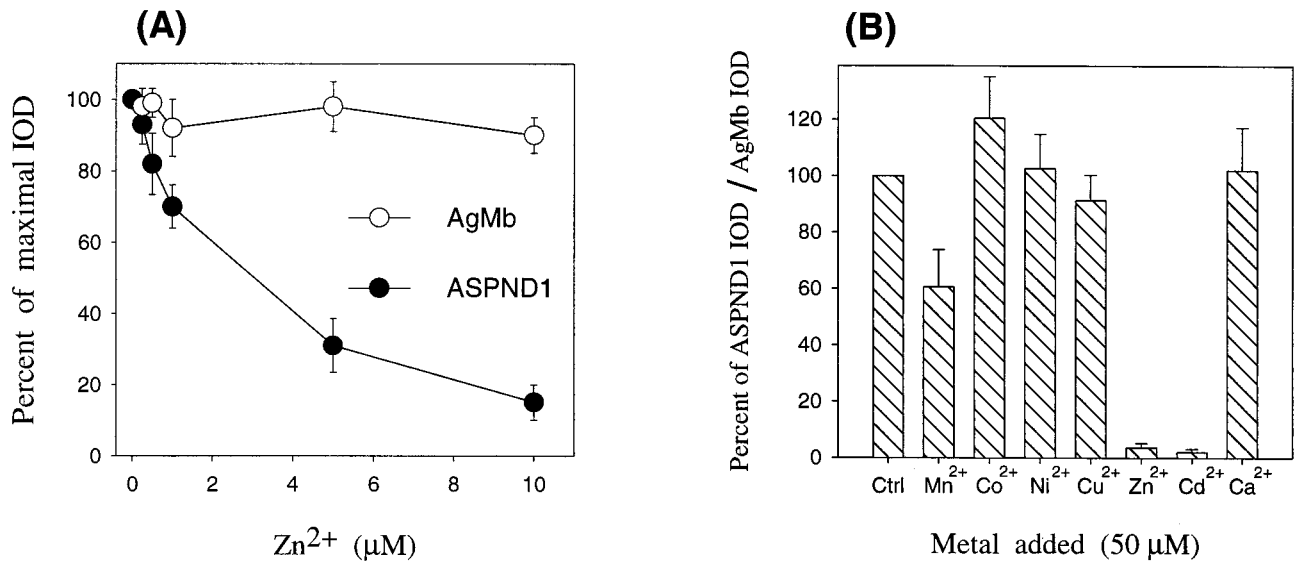 (A)
Percent of maximal IOD
100
80
60
40
20
0
AgMb
ASPND1
0 2 4 6 8 10
Zn2+ (µM)
(B)
Percent of ASPND1 IOD / AgMb IOD
120
100
80
60
40
20
0
Ctrl Mn2+ Co2+ Ni2+ Cu2+ Zn2+ Cd2+ Ca2+
Metal added (50 µM)